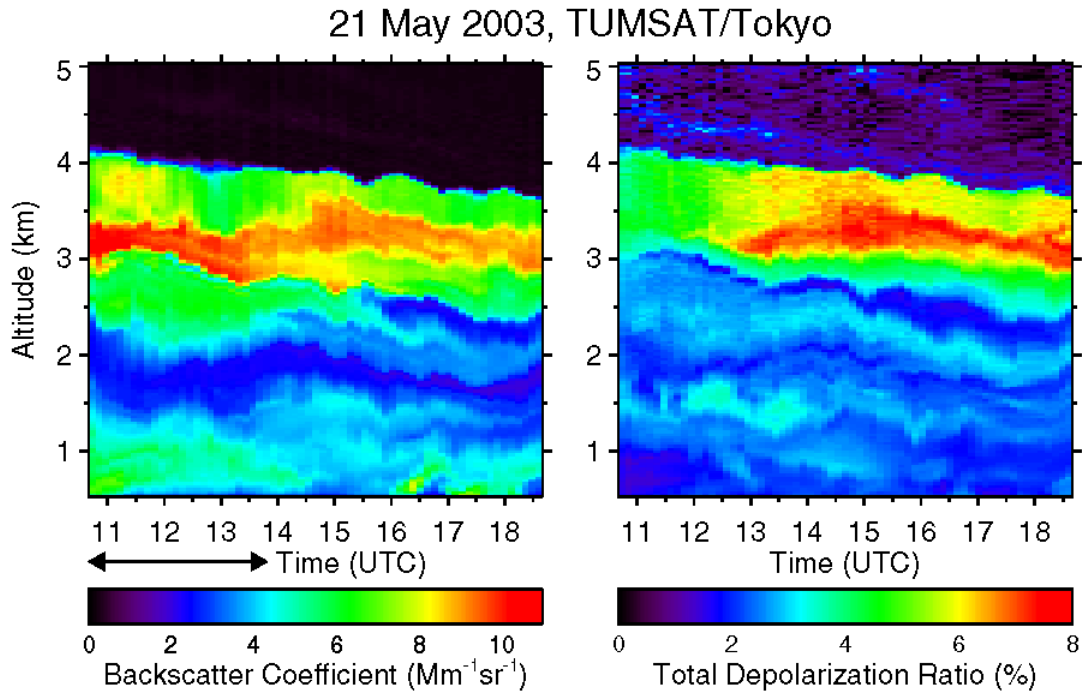 21 May 2003, TUMSAT/Tokyo
Altitude (km)
5
4
3
2
1
11 12 13 14 15 16 17 18
Time (UTC)
0 2 4 6 8 10
Backscatter Coefficient (Mm⁻¹sr⁻¹)
5
4
3
2
1
11 12 13 14 15 16 17 18
Time (UTC)
0 2 4 6 8
Total Depolarization Ratio (%)